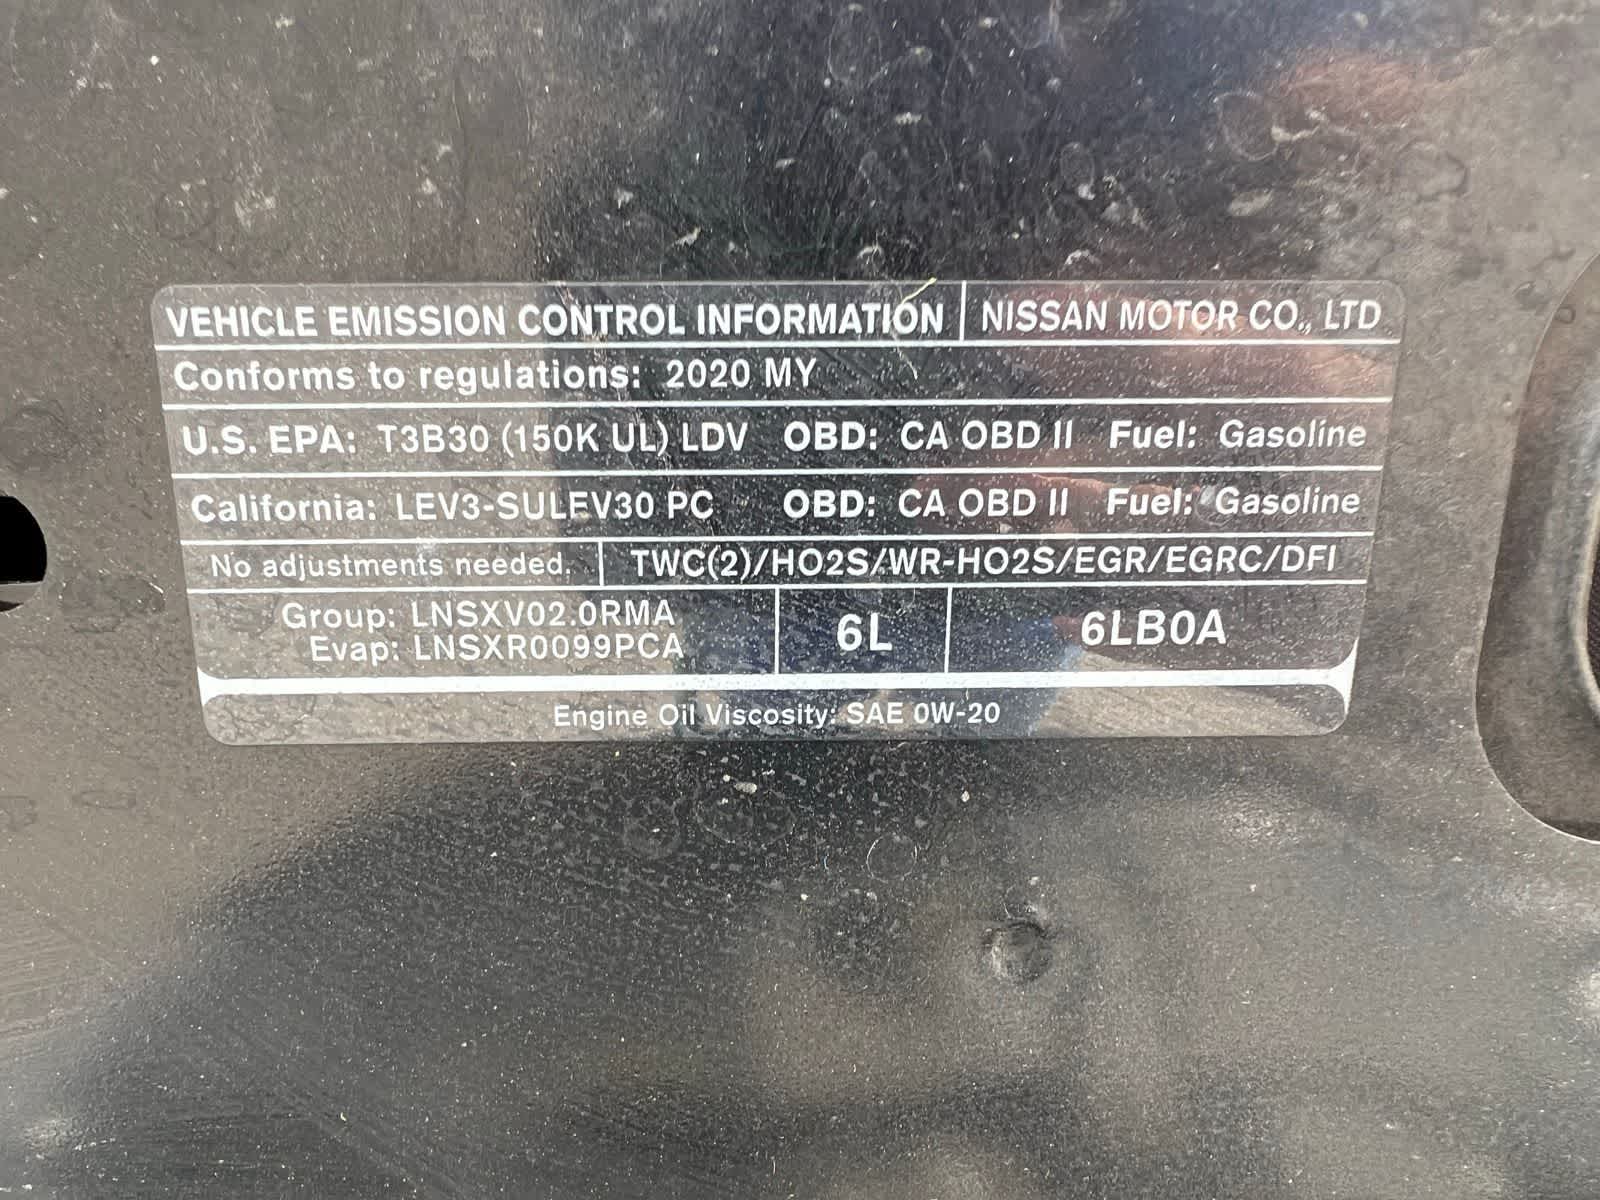 VEHICLE EMISSION CONTROL INFORMATION NISSAN MOTOR CO., LTD
Conforms to regulations: 2020 MY
U.S. EPA: T3B30 (150K UL) LDV OBD: CA OBD II Fuel: Gasoline
California: LEV3-SULEV30 PC OBD: CA OBD II Fuel: Gasoline
No adjustments needed. TWC(2)/HO2S/WR-HO2S/EGR/EGRC/DFI
Group: LNSXV02.0RMA
Evap: LNSXR0099PCA
6L
6LB0A
Engine Oil Viscosity: SAE 0W-20